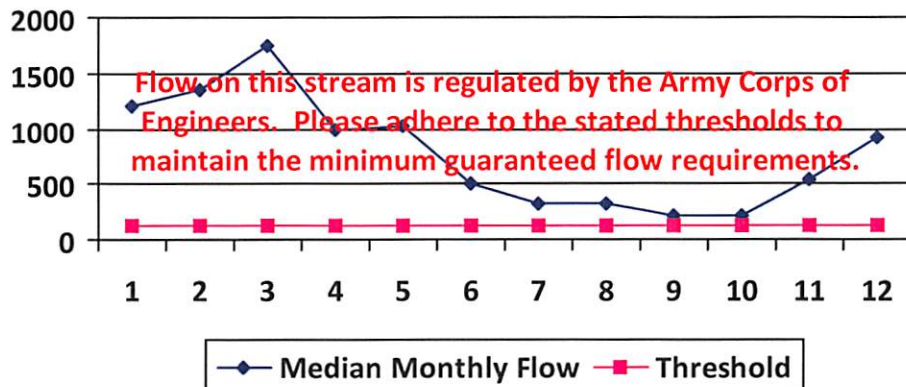 2000
1500
1000
500
0
Flow on this stream is regulated by the Army Corps of
Engineers. Please adhere to the stated thresholds to
maintain the minimum guaranteed flow requirements.
1 2 3 4 5 6 7 8 9 10 11 12
Median Monthly Flow Threshold